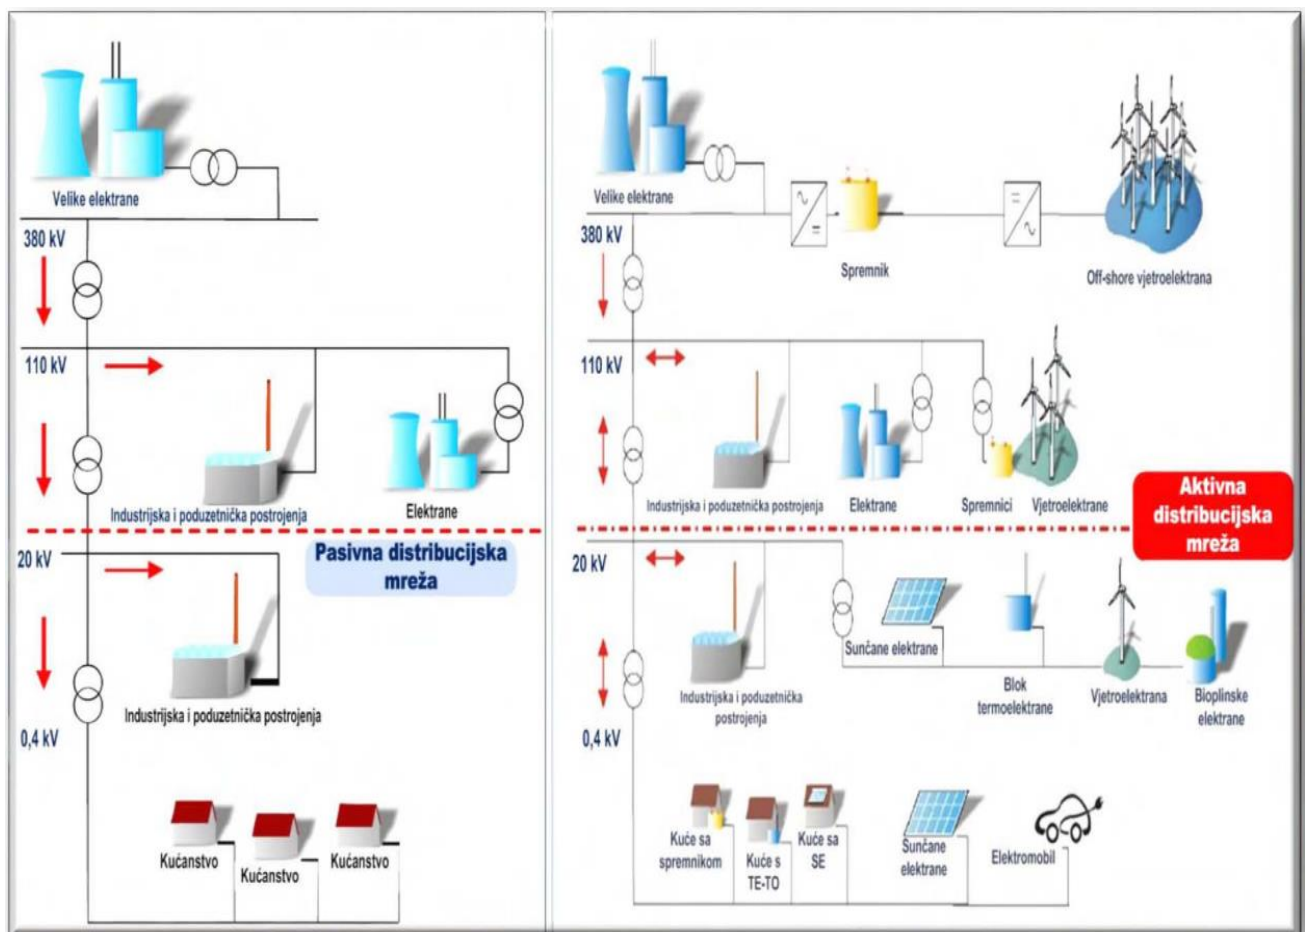 Velike elektrane
380 kV
110 kV
Industrijska i poduzetnička postrojenja
Elektrane
20 kV
Pasivna distribucijska
mreža
Industrijska i poduzetnička postrojenja
0,4 kV
Kućanstvo
Kućanstvo
Kućanstvo
Velike elektrane
380 kV
Spremnik
Off-shore vjetroelektrana
110 kV
Industrijska i poduzetnička postrojenja
Elektrane
Spremnici
Vjetroelektrane
Aktivna
distribucijska
mreža
20 kV
Sunčane elektrane
Industrijska i poduzetnička
postrojenja
Blok
termoelektrane
Vjetroelektrana
Bioplinske
elektrane
0,4 kV
Kuće sa
spremnikom
Kuće s
TE-TO
Kuće sa
SE
Sunčane
elektrane
Elektromobil